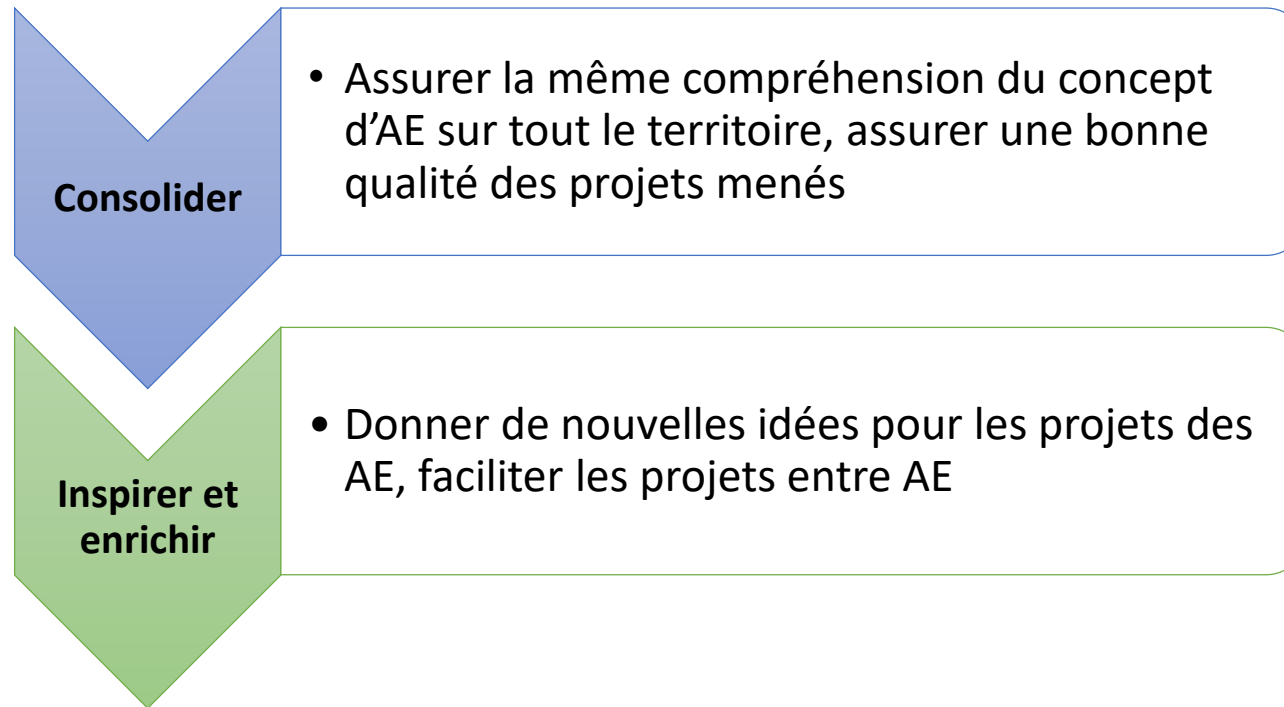 Consolider
• Assurer la même compréhension du concept
d’AE sur tout le territoire, assurer une bonne
qualité des projets menés
Inspirer et
enrichir
• Donner de nouvelles idées pour les projets des
AE, faciliter les projets entre AE